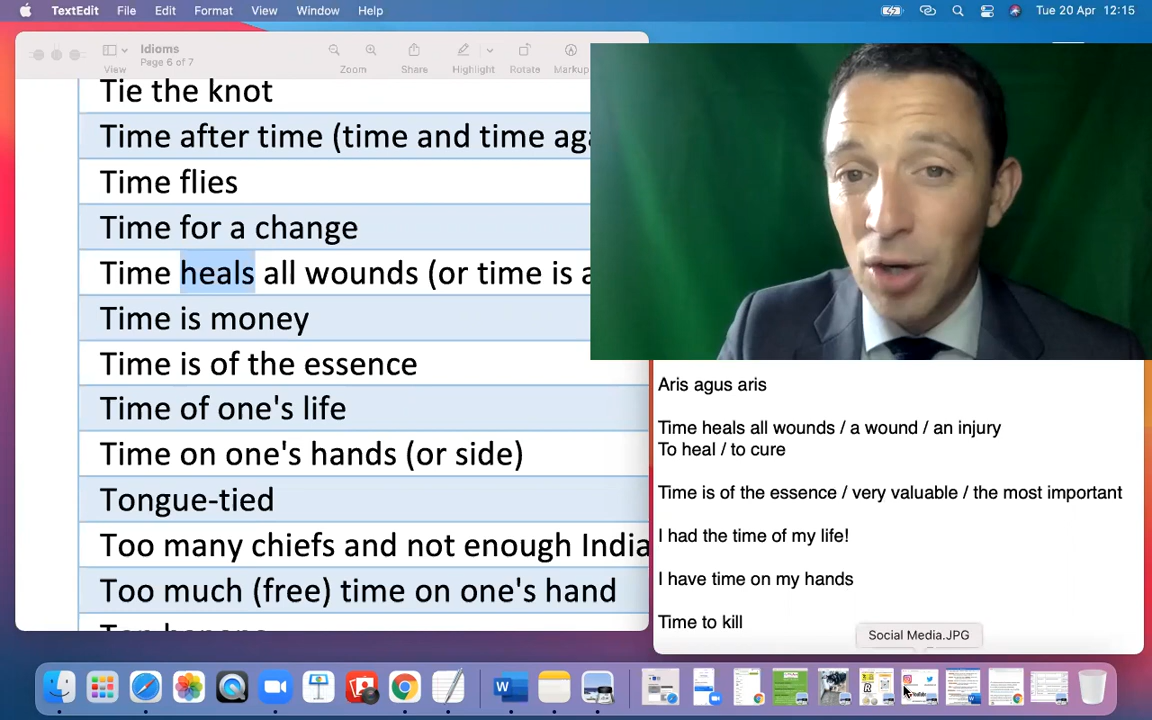 TextEdit File Edit Format View Window Help Tue 20 Apr 12:15
Idioms
Page 6 of 7
View Zoom Share Highlight Rotate Markup
Tie the knot
Time after time (time and time aga
Time flies
Time for a change
Time heals all wounds (or time is a
Time is money
Time is of the essence
Time of one's life
Time on one's hands (or side)
Tongue-tied
Too many chiefs and not enough India
Too much (free) time on one's hand
Aris agus aris
Time heals all wounds / a wound / an injury
To heal / to cure
Time is of the essence / very valuable / the most important
I had the time of my life!
I have time on my hands
Time to kill
Social Media.JPG